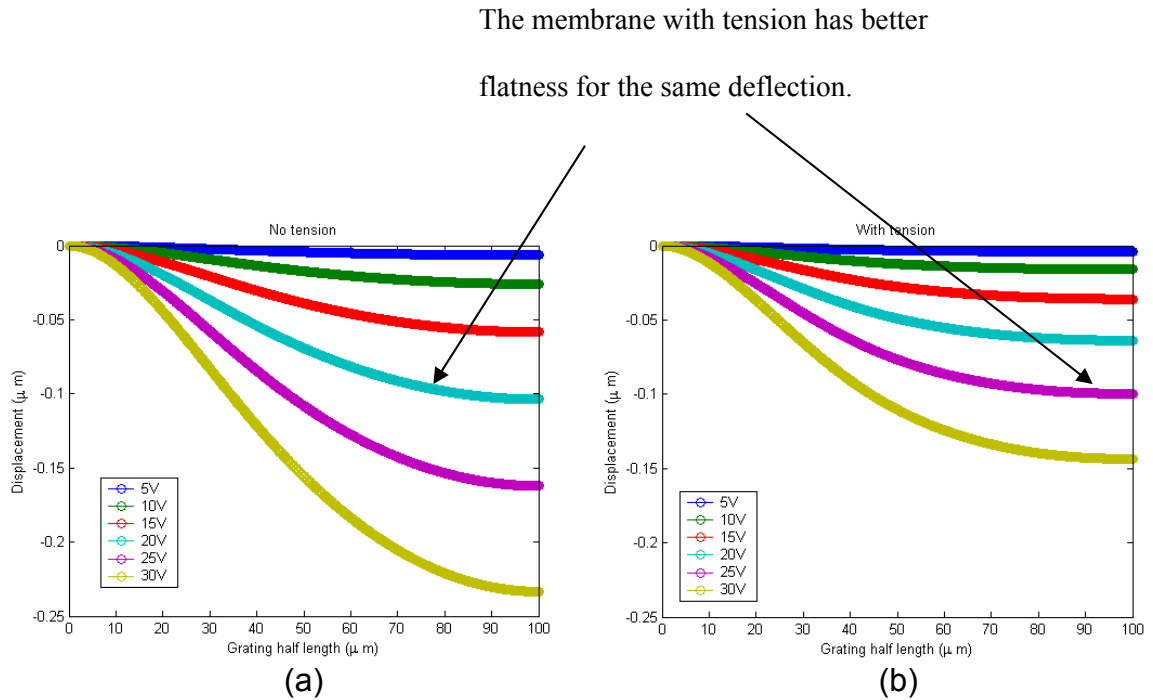 The membrane with tension has better
flatness for the same deflection.
No tension
0
-0.05
-0.1
-0.15
-0.2
-0.25
Displacement (μ m)
5V
10V
15V
20V
25V
30V
0 10 20 30 40 50 60 70 80 90 100
Grating half length (μ m)
(a)
With tension
0
-0.05
-0.1
-0.15
-0.2
-0.25
Displacement (μ m)
5V
10V
15V
20V
25V
30V
0 10 20 30 40 50 60 70 80 90 100
Grating half length (μ m)
(b)